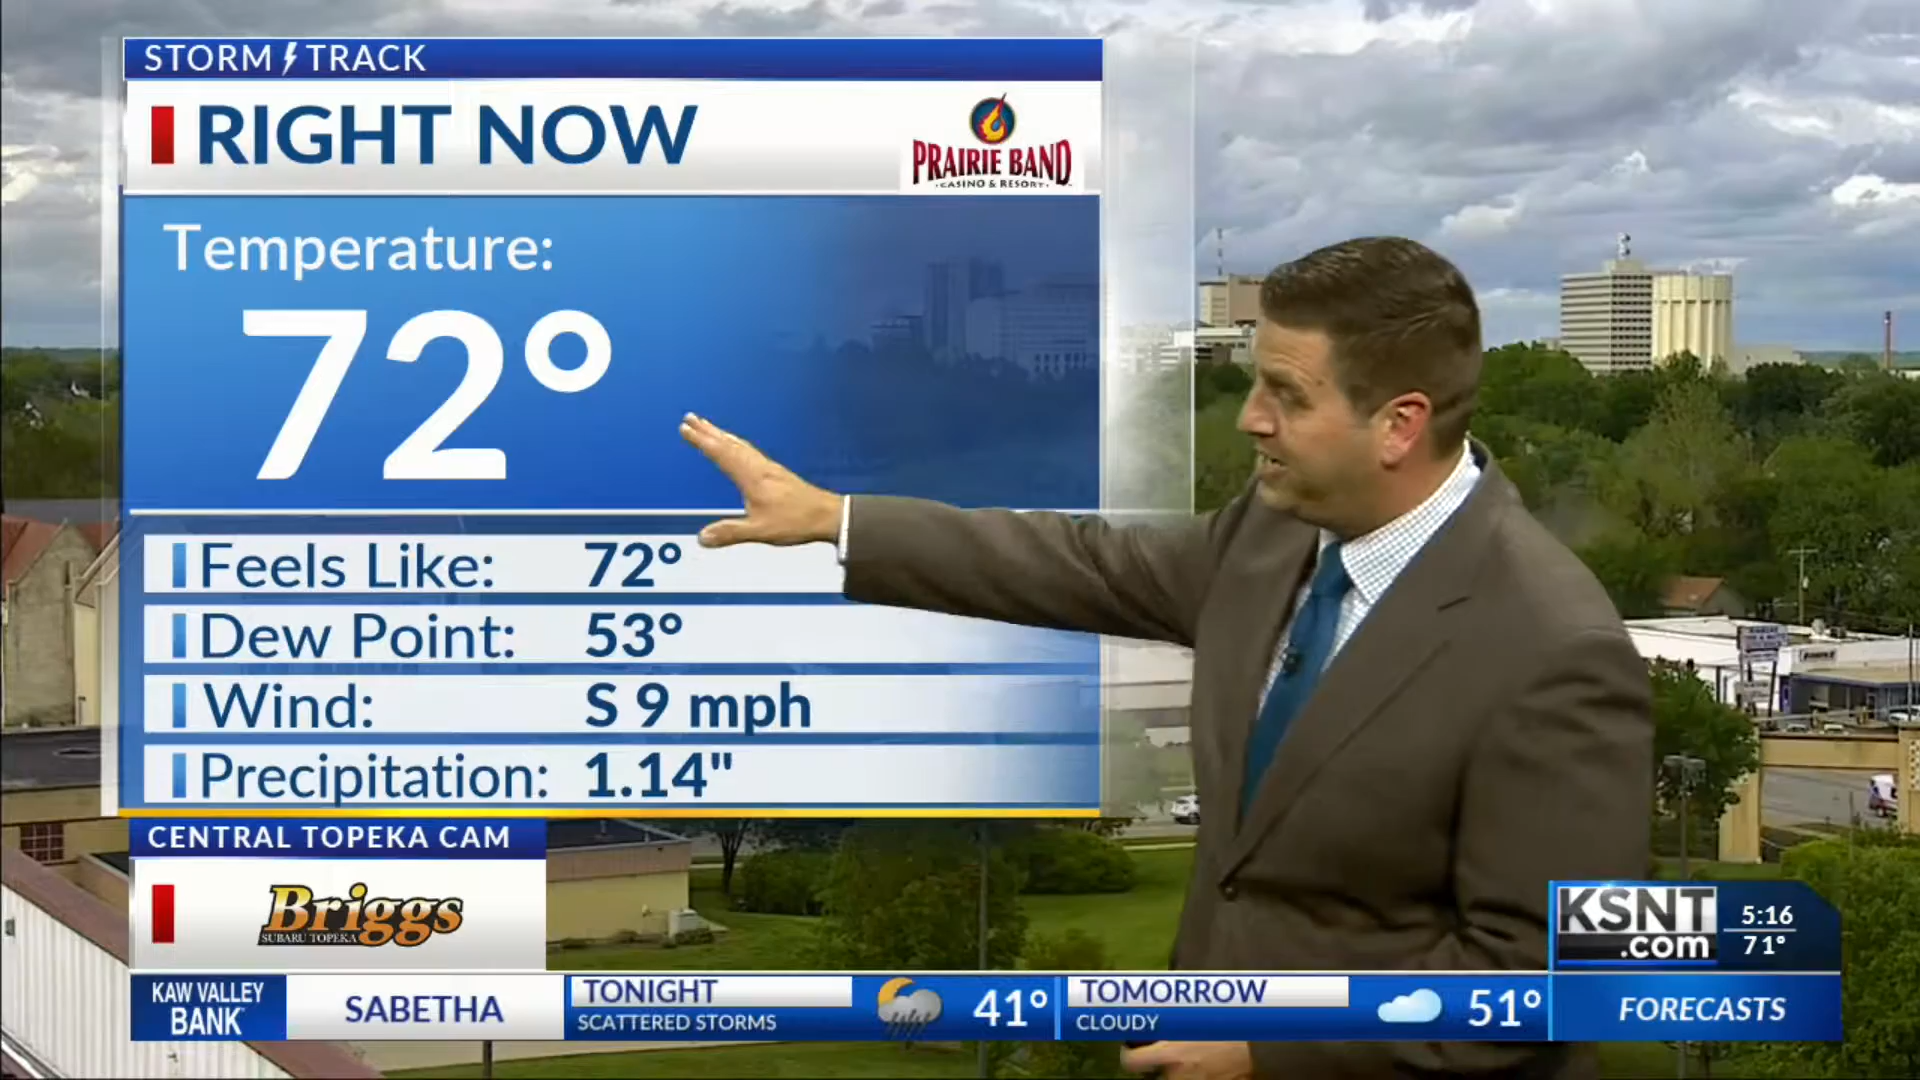 STORM TRACK
RIGHT NOW
PRAIRIE BAND
CASINO & RESORT
Temperature:
72°
Feels Like: 72°
Dew Point: 53°
Wind: S 9 mph
Precipitation: 1.14"
CENTRAL TOPEKA CAM
Briggs
SUBARU TOPEKA
KSNT
.com
5:16
71°
KAW VALLEY
BANK
SABETHA
TONIGHT
SCATTERED STORMS
41°
TOMORROW
CLOUDY
51°
FORECASTS